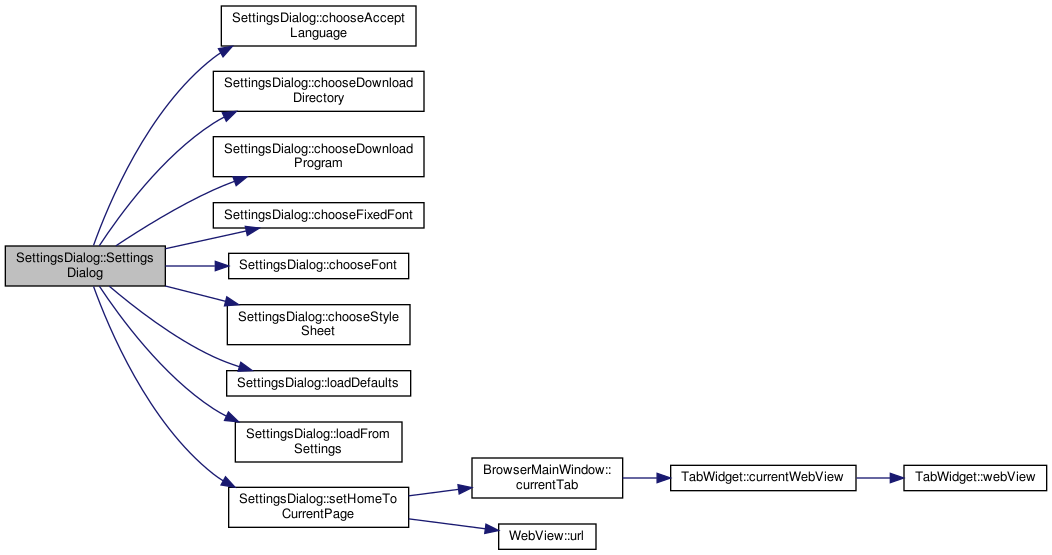 SettingsDialog::chooseAccept
Language
SettingsDialog::chooseDownload
Directory
SettingsDialog::chooseDownload
Program
SettingsDialog::chooseFixedFont
SettingsDialog::Settings
Dialog
SettingsDialog::chooseFont
SettingsDialog::chooseStyle
Sheet
SettingsDialog::loadDefaults
SettingsDialog::loadFrom
Settings
SettingsDialog::setHomeTo
CurrentPage
BrowserMainWindow::
currentTab
TabWidget::currentWebView
TabWidget::webView
WebView::url